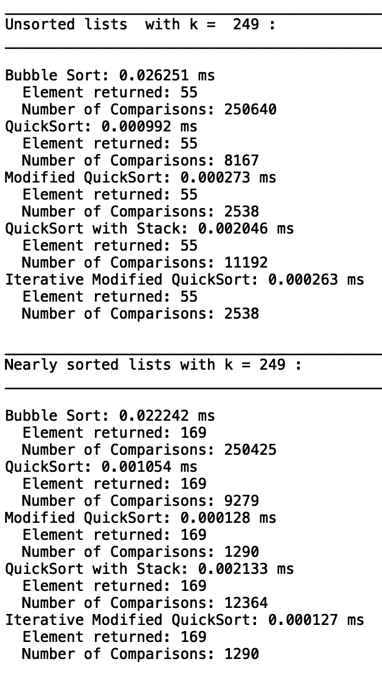 Unsorted lists  with k =  249 :
Bubble Sort: 0.026251 ms
Element returned: 55
Number of Comparisons: 250640
QuickSort: 0.000992 ms
Element returned: 55
Number of Comparisons: 8167
Modified QuickSort: 0.000273 ms
Element returned: 55
Number of Comparisons: 2538
QuickSort with Stack: 0.002046 ms
Element returned: 55
Number of Comparisons: 11192
Iterative Modified QuickSort: 0.000263 ms
Element returned: 55
Number of Comparisons: 2538
Nearly sorted lists with k = 249 :
Bubble Sort: 0.022242 ms
Element returned: 169
Number of Comparisons: 250425
QuickSort: 0.001054 ms
Element returned: 169
Number of Comparisons: 9279
Modified QuickSort: 0.000128 ms
Element returned: 169
Number of Comparisons: 1290
QuickSort with Stack: 0.002133 ms
Element returned: 169
Number of Comparisons: 12364
Iterative Modified QuickSort: 0.000127 ms
Element returned: 169
Number of Comparisons: 1290